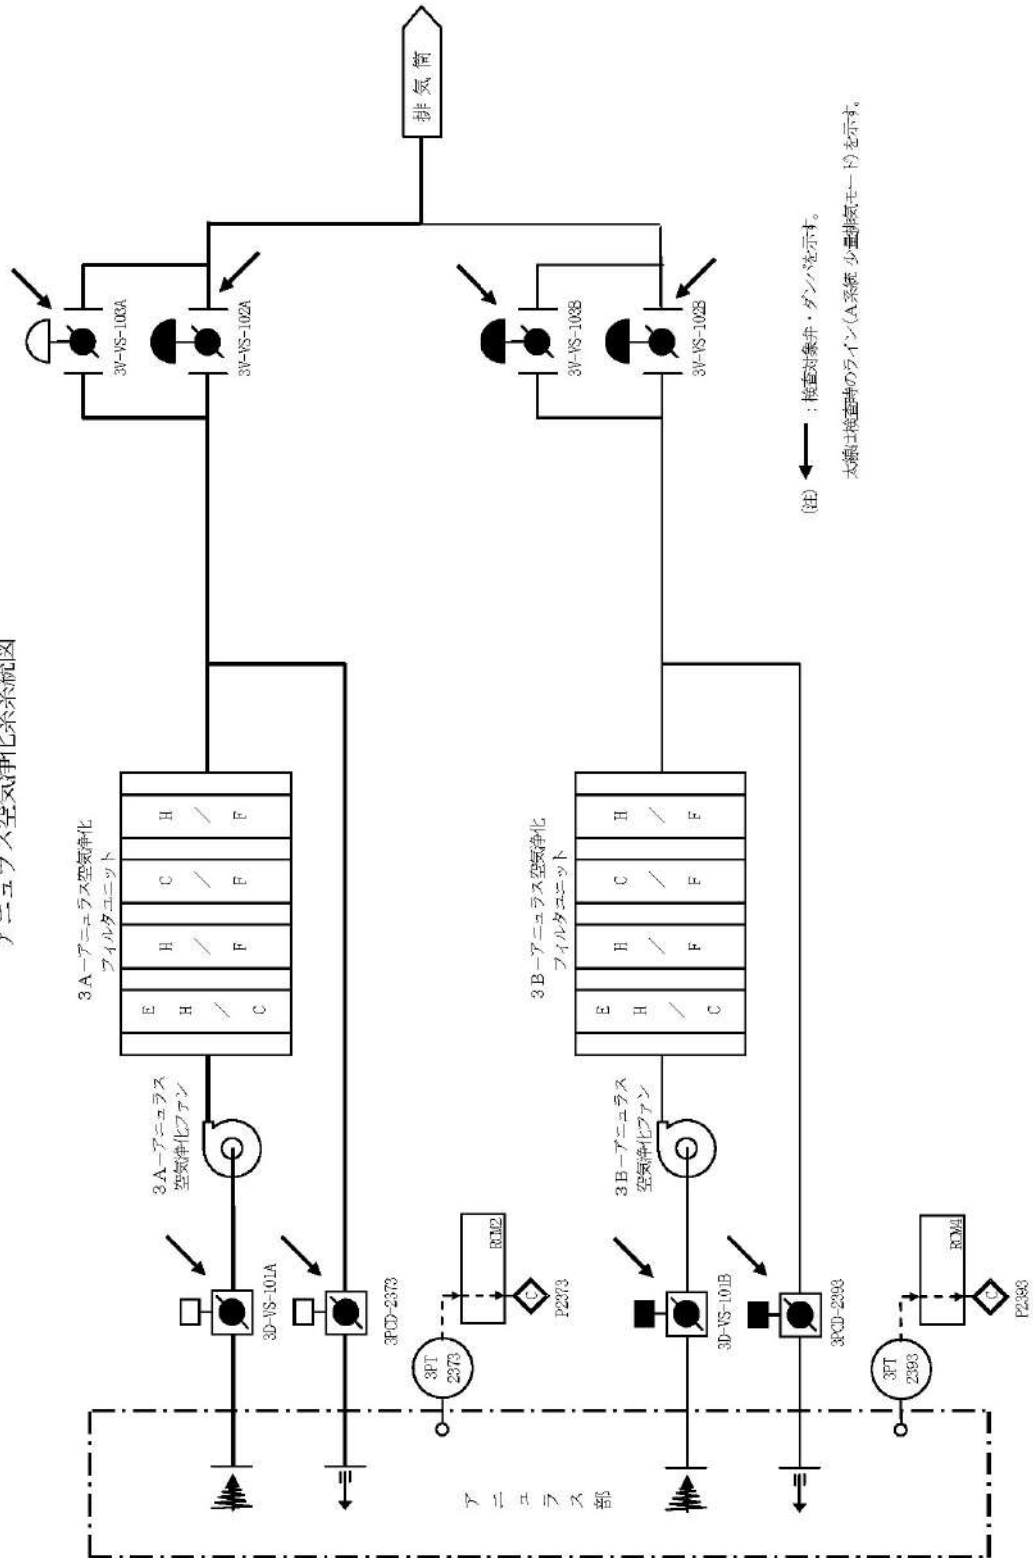 アニュラス空気浄化系系統図
3A-アニュラス空気浄化
フィルタユニット
E H / C
H / F
C / F
H / F
3A-アニュラス
空気浄化ファン
3D-VS-101A
3PCD-2373
3PT
2373
RCM2
C
P2373
3V-VS-103A
3V-VS-102A
排気筒
アニュラス部
3B-アニュラス空気浄化
フィルタユニット
E H / C
H / F
C / F
H / F
3B-アニュラス
空気浄化ファン
3D-VS-101B
3PCD-2393
3PT
2393
RCM4
C
P2393
3V-VS-103B
3V-VS-102B
(注) :検査対象弁・ダンパを示す。
太線は検査時のライン(A系統 少量排気モード)を示す。